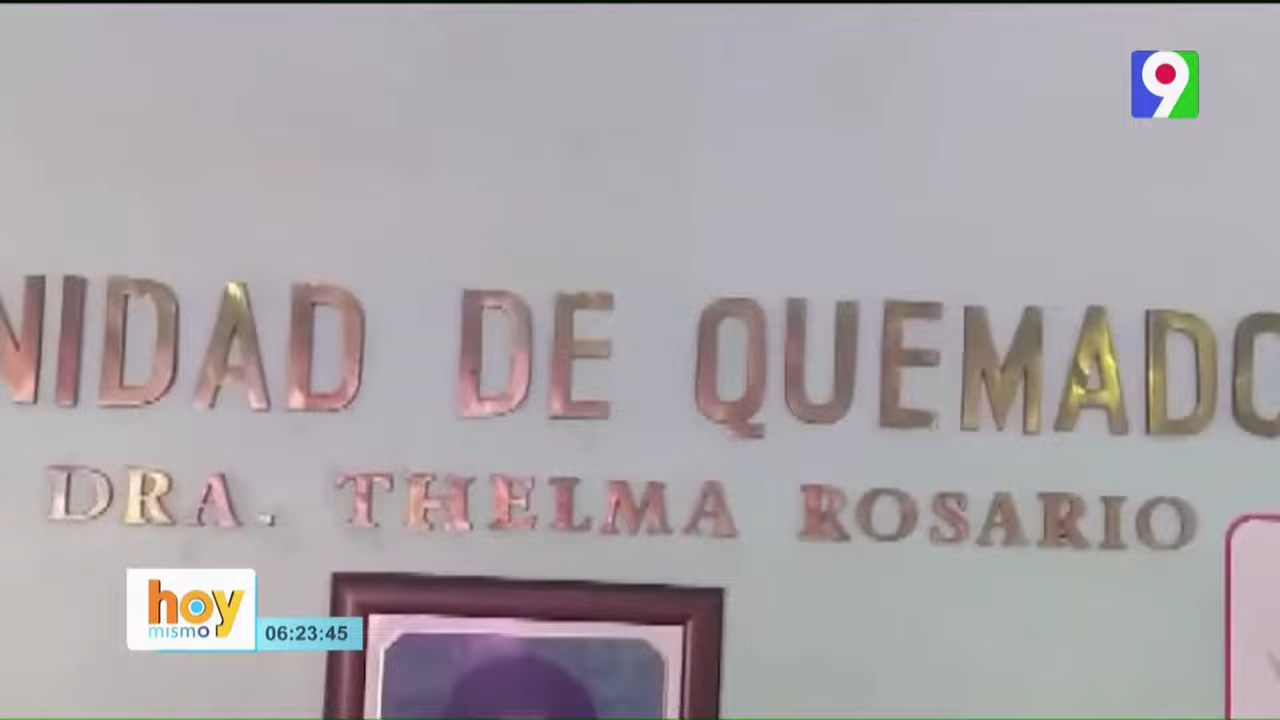 9
NIDAD DE QUEMADO
DRA. THELMA ROSARIO
hoy
mismo
06:23:45